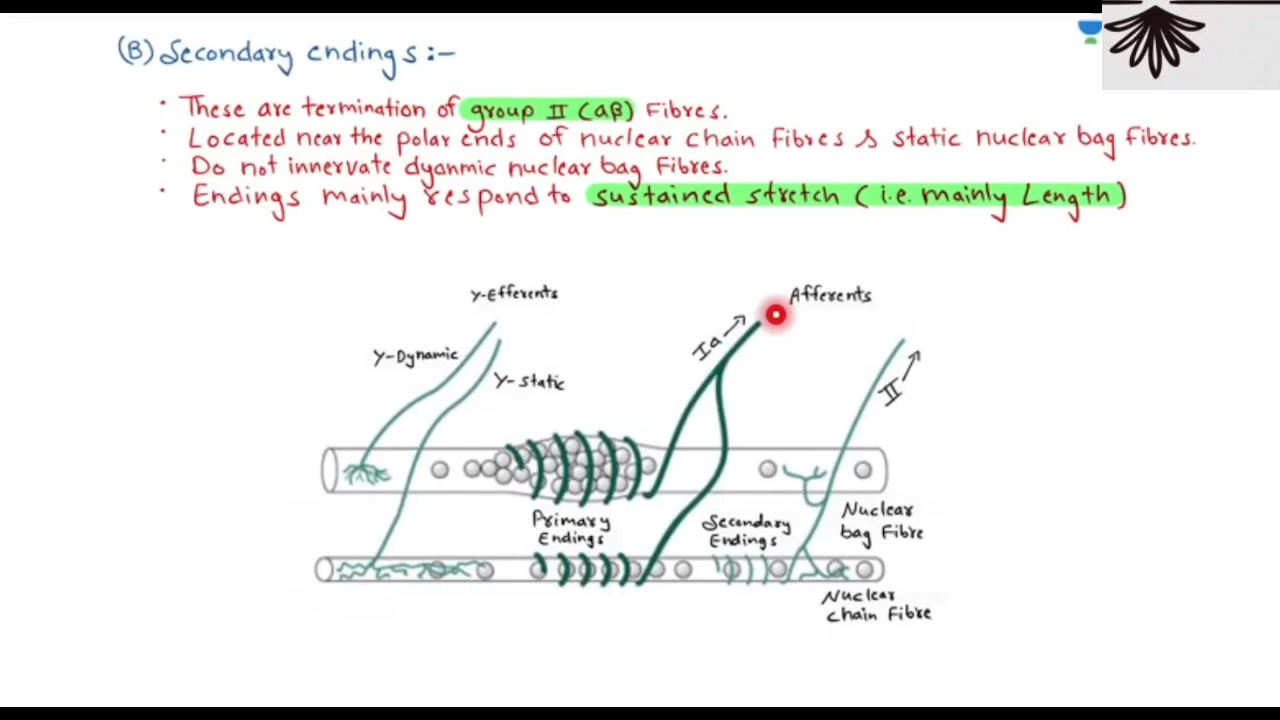 (B) Secondary endings :-
• These are termination of group II (aβ) Fibres.
• Located near the polar ends of nuclear chain fibres & static nuclear bag fibres.
• Do not innervate dyanmic nuclear bag fibres.
• Endings mainly respond to sustained stretch ( i.e. mainly Length )
γ-Efferents
Afferents
Ia →
γ-Dynamic
γ-static
II →
Primary
Endings
Secondary
Endings
Nuclear
bag Fibre
Nuclear
chain Fibre